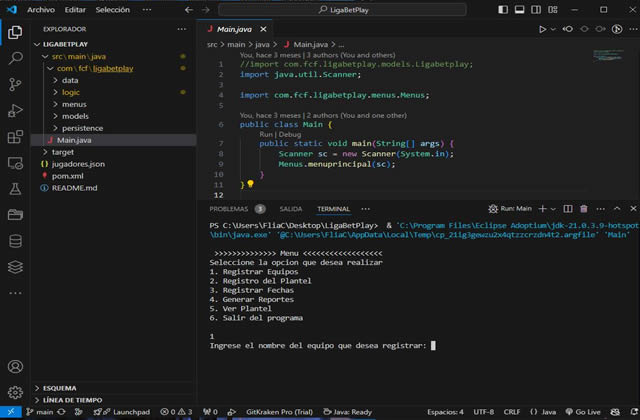 Archivo Editar Selección ... LigaBetPlay
EXPLORADOR ...
LIGABETPLAY
src\main\java
com \ fcf \ ligabetplay
data
logic
menus
models
persistence
Main.java
target
jugadores.json
pom.xml
README.md
ESQUEMA
LÍNEA DE TIEMPO
Main.java
src > main > java > Main.java > ...
You, hace 3 meses | 3 authors (You and others)
1 //import com.fcf.ligabetplay.models.Ligabetplay;
2 import java.util.Scanner;
3
4 import com.fcf.ligabetplay.menus.Menus;
5
You, hace 3 meses | 2 authors (You and one other)
6 public class Main {
Run | Debug
7 public static void main(String[] args) {
8 Scanner sc = new Scanner(System.in);
9 Menus.menuprincipal(sc);
10 }
11 }
12
PROBLEMAS 3 SALIDA TERMINAL ... Run: Main
PS C:\Users\FliaC\Desktop\LigaBetPlay> & 'C:\Program Files\Eclipse Adoptium\jdk-21.0.3.9-hotspot
\bin\java.exe' '@C:\Users\FliaC\AppData\Local\Temp\cp_21ig3gewzu2x4qtzzcrzdn4t2.argfile' 'Main'
>>>>>>>>>>>>>> Menu <<<<<<<<<<<<<<<<<<
Seleccione la opcion que desea realizar
1. Registrar Equipos
2. Registro del Plantel
3. Registrar Fechas
4. Generar Reportes
5. Ver Plantel
6. Salir del programa
1
Ingrese el nombre del equipo que desea registrar:
main Launchpad 0 3 0 GitKraken Pro (Trial) Java: Ready Espacios: 4 UTF-8 CRLF {} Java Go Live